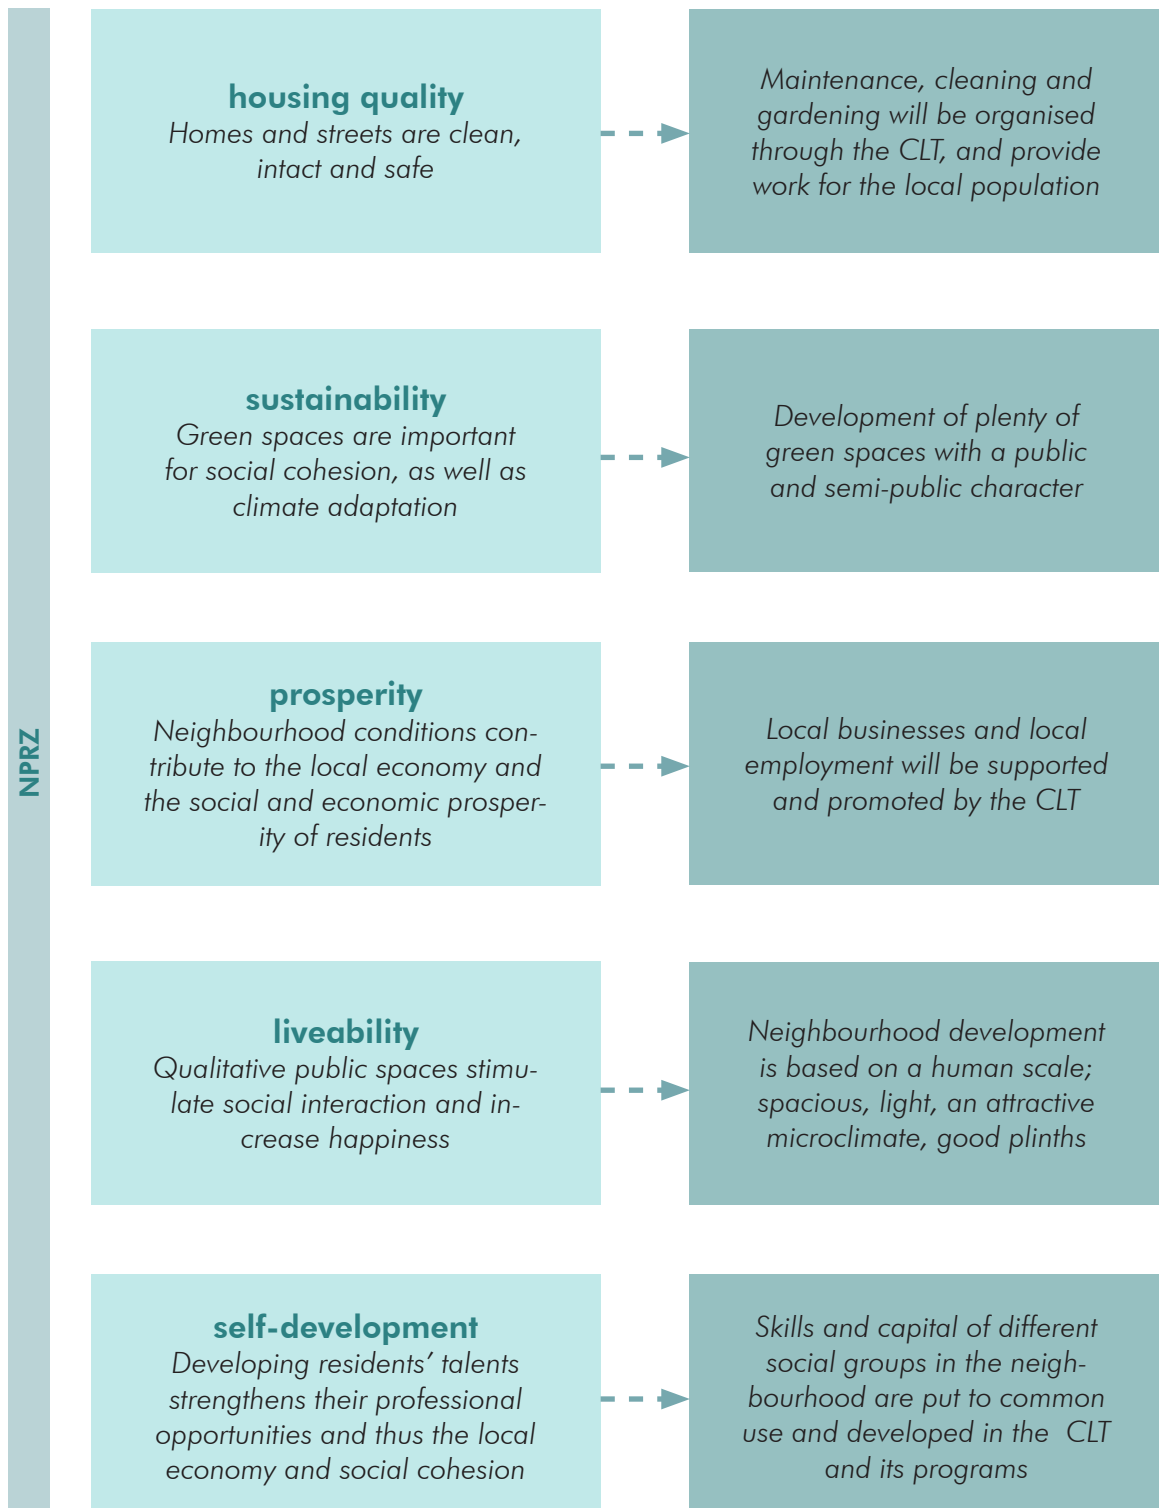 NPRZ
housing quality
Homes and streets are clean,
intact and safe
Maintenance, cleaning and
gardening will be organised
through the CLT, and provide
work for the local population
sustainability
Green spaces are important
for social cohesion, as well as
climate adaptation
Development of plenty of
green spaces with a public
and semi-public character
prosperity
Neighbourhood conditions con-
tribute to the local economy and
the social and economic prosper-
ity of residents
Local businesses and local
employment will be supported
and promoted by the CLT
liveability
Qualitative public spaces stimu-
late social interaction and in-
crease happiness
Neighbourhood development
is based on a human scale;
spacious, light, an attractive
microclimate, good plinths
self-development
Developing residents’ talents
strengthens their professional
opportunities and thus the local
economy and social cohesion
Skills and capital of different
social groups in the neigh-
bourhood are put to common
use and developed in the  CLT
and its programs